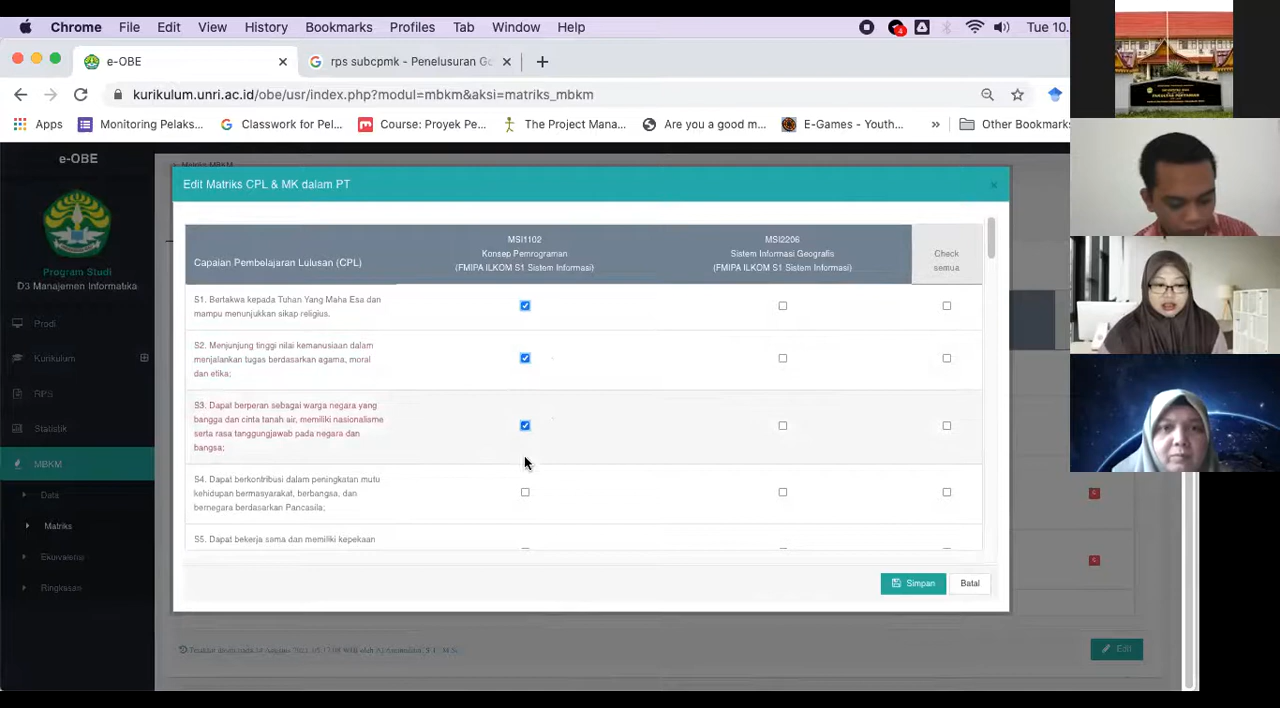 Chrome File Edit View History Bookmarks Profiles Tab Window Help
4
Tue 10.
e-OBE
rps subcpmk - Penelusuran Go
kurikulum.unri.ac.id/obe/usr/index.php?modul=mbkm&aksi=matriks_mbkm
Apps Monitoring Pelaks... Classwork for Pelat... Course: Proyek P... The Project Mana... Are you a good m... E-Games - Youth... » Other Bookmarks
e-OBE
Program Studi
D3 Manajemen Informatika
Prodi
Kurikulum
RPS
Statistik
MBKM
Data
Matriks
Ekuivalensi
Ringkasan
Matriks MBKM
Edit Matriks CPL & MK dalam PT
×
Capaian Pembelajaran Lulusan (CPL)
MSI1102
Konsep Pemrograman
(FMIPA ILKOM S1 Sistem Informasi)
MSI2206
Sistem Informasi Geografis
(FMIPA ILKOM S1 Sistem Informasi)
Check
semua
S1. Bertakwa kepada Tuhan Yang Maha Esa dan
mampu menunjukkan sikap religius.
S2. Menjunjung tinggi nilai kemanusiaan dalam
menjalankan tugas berdasarkan agama, moral
dan etika;
S3. Dapat berperan sebagai warga negara yang
bangga dan cinta tanah air, memiliki nasionalisme
serta rasa tanggungjawab pada negara dan
bangsa;
S4. Dapat berkontribusi dalam peningkatan mutu
kehidupan bermasyarakat, berbangsa, dan
bernegara berdasarkan Pancasila;
S5. Dapat bekerja sama dan memiliki kepekaan
Simpan
Batal
Edit